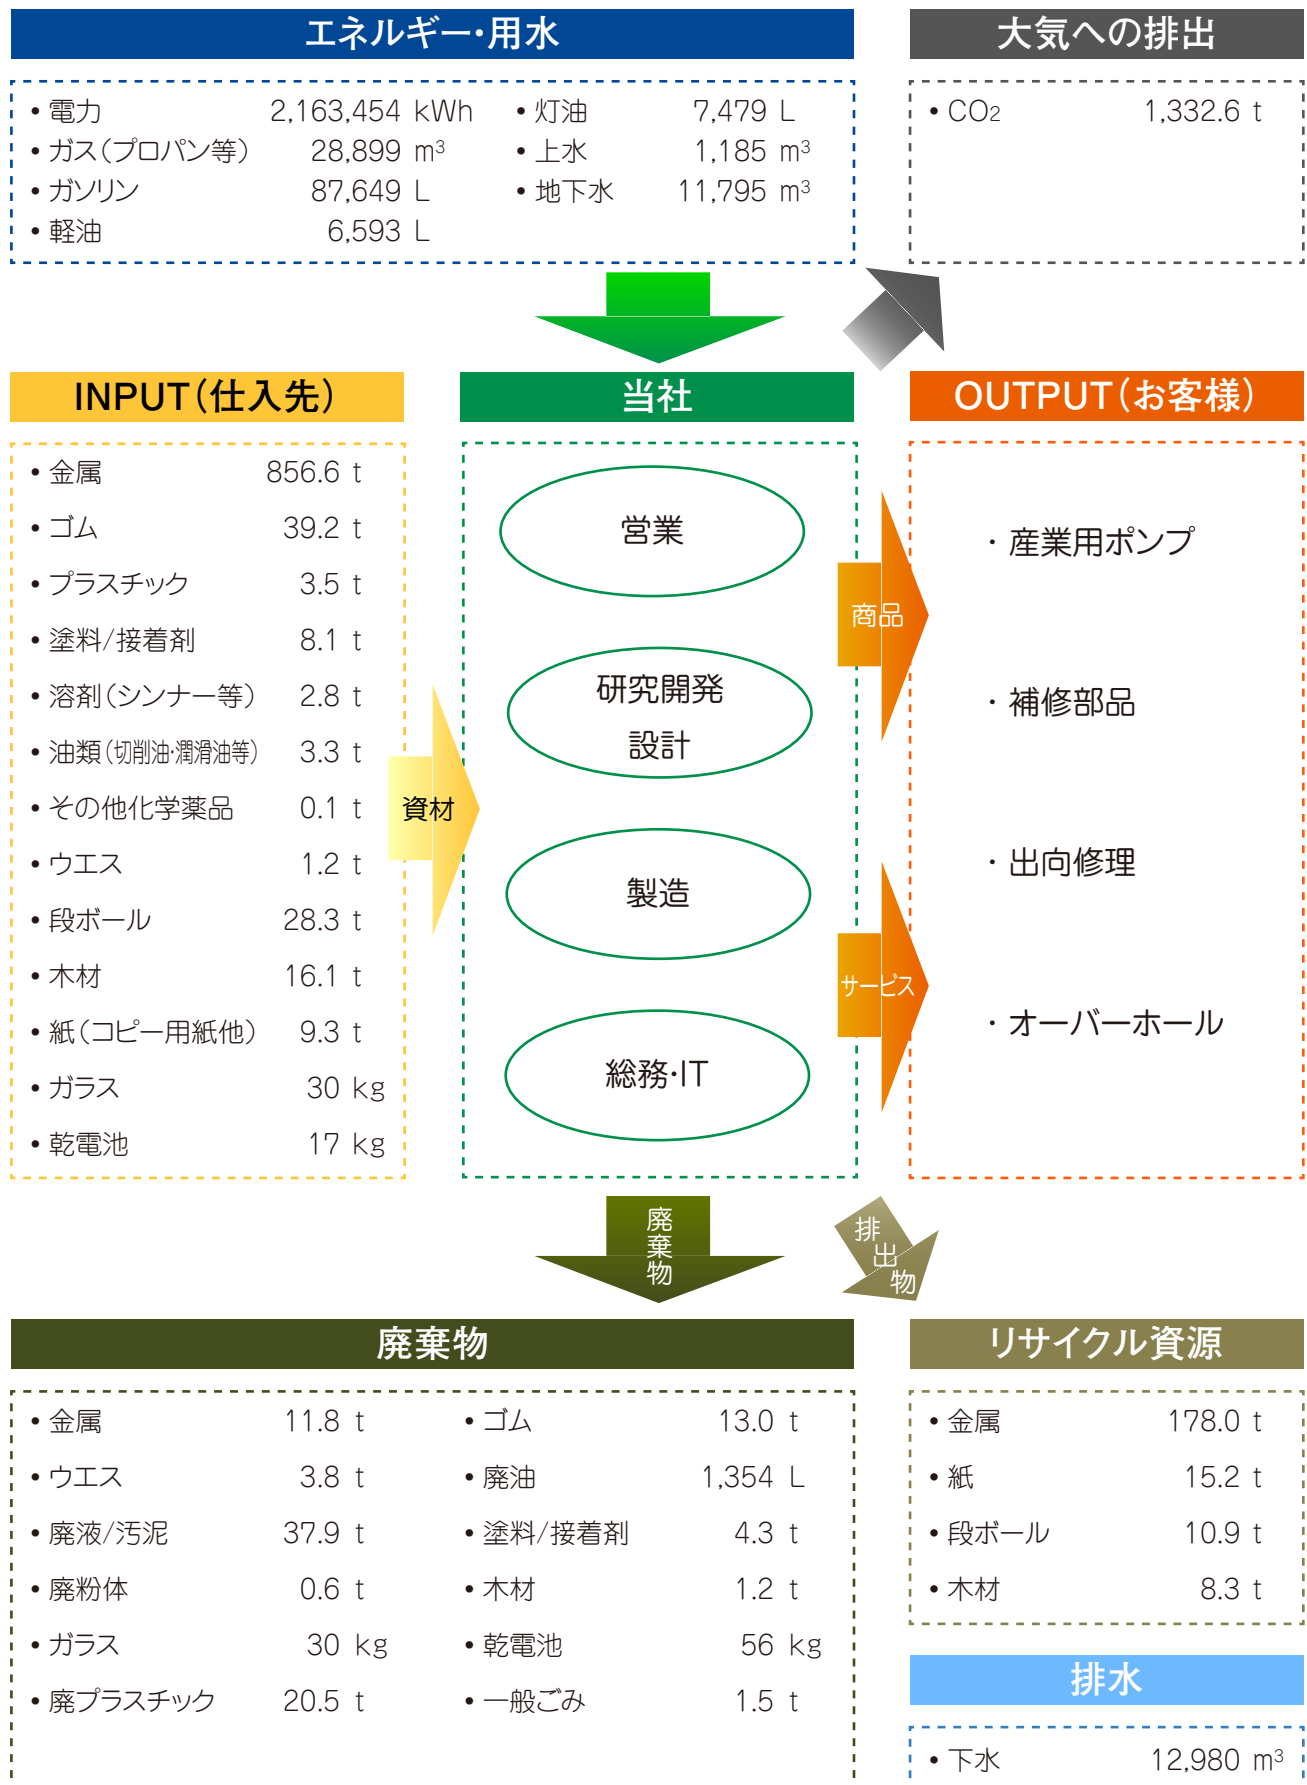 エネルギー・用水
• 電力 2,163,454 kWh
• ガス（プロパン等） 28,899 m³
• ガソリン 87,649 L
• 軽油 6,593 L
• 灯油 7,479 L
• 上水 1,185 m³
• 地下水 11,795 m³
大気への排出
• CO₂ 1,332.6 t
INPUT（仕入先）
• 金属 856.6 t
• ゴム 39.2 t
• プラスチック 3.5 t
• 塗料/接着剤 8.1 t
• 溶剤（シンナー等） 2.8 t
• 油類（切削油・潤滑油等） 3.3 t
• その他化学薬品 0.1 t
• ウエス 1.2 t
• 段ボール 28.3 t
• 木材 16.1 t
• 紙（コピー用紙他） 9.3 t
• ガラス 30 kg
• 乾電池 17 kg
資材
当社
営業
研究開発
設計
製造
総務・IT
商品
サービス
OUTPUT（お客様）
・産業用ポンプ
・補修部品
・出向修理
・オーバーホール
廃棄物
排出物
廃棄物
• 金属 11.8 t
• ウエス 3.8 t
• 廃液/汚泥 37.9 t
• 廃粉体 0.6 t
• ガラス 30 kg
• 廃プラスチック 20.5 t
• ゴム 13.0 t
• 廃油 1,354 L
• 塗料/接着剤 4.3 t
• 木材 1.2 t
• 乾電池 56 kg
• 一般ごみ 1.5 t
リサイクル資源
• 金属 178.0 t
• 紙 15.2 t
• 段ボール 10.9 t
• 木材 8.3 t
排水
• 下水 12,980 m³